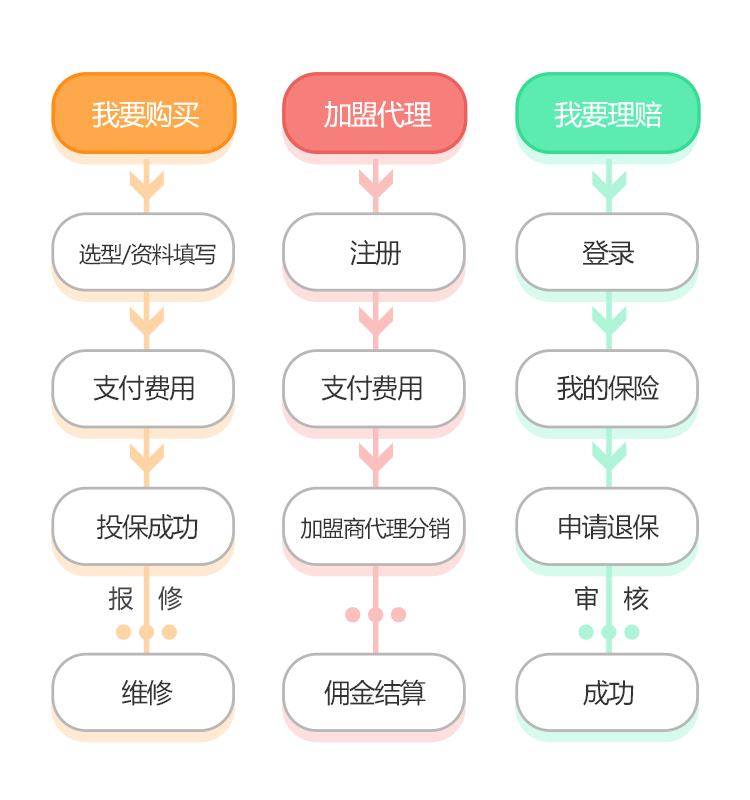 我要购买
选型/资料填写
支付费用
投保成功
报 修
维修
加盟代理
注册
支付费用
加盟商代理分销
佣金结算
我要理赔
登录
我的保险
申请退保
审 核
成功